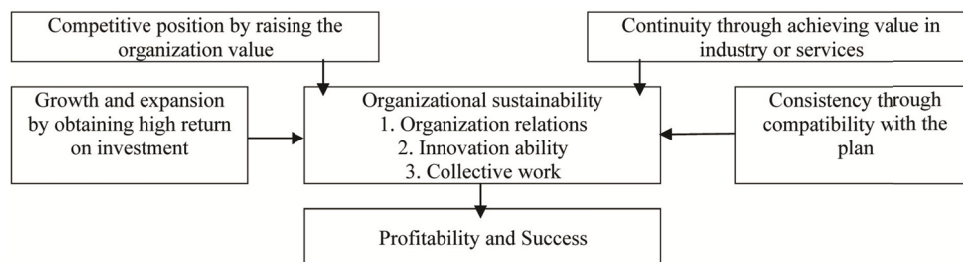 Competitive position by raising
the organization value
Continuity through achieving value in
industry or services
Growth and expansion
by obtaining high return
on investment
Organizational sustainability
1. Organization relations
2. Innovation ability
3. Collective work
Consistency through
compatibility with the
plan
Profitability and Success